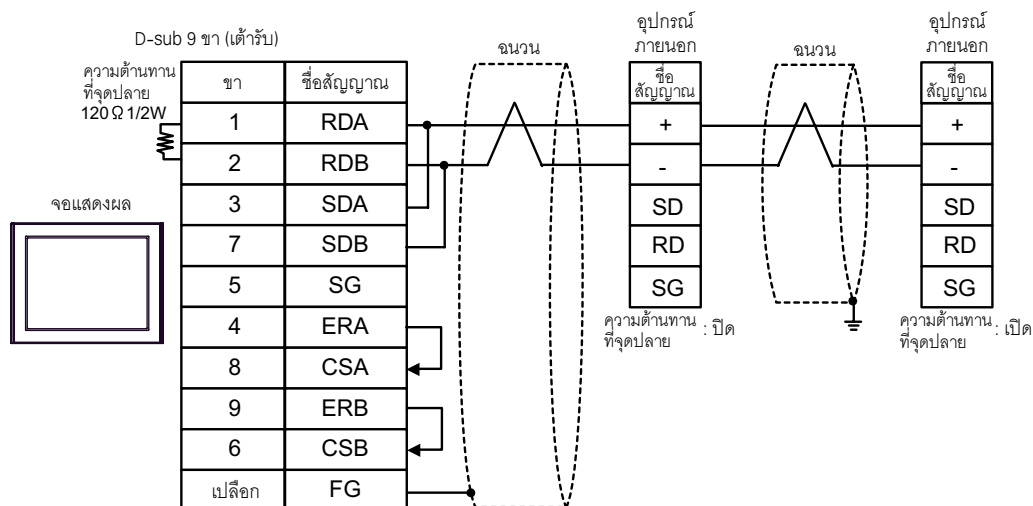 D-sub 9 ขา (เต้ารับ)
ความต้านทาน
ที่จุดปลาย
120 Ω 1/2W
จอแสดงผล
ขา ชื่อสัญญาณ
1 RDA
2 RDB
3 SDA
7 SDB
5 SG
4 ERA
8 CSA
9 ERB
6 CSB
เปลือก FG
ฉนวน
อุปกรณ์
ภายนอก
ชื่อ
สัญญาณ
+
-
SD
RD
SG
ความต้านทาน
ที่จุดปลาย : ปิด
ฉนวน
อุปกรณ์
ภายนอก
ชื่อ
สัญญาณ
+
-
SD
RD
SG
ความต้านทาน
ที่จุดปลาย : เปิด